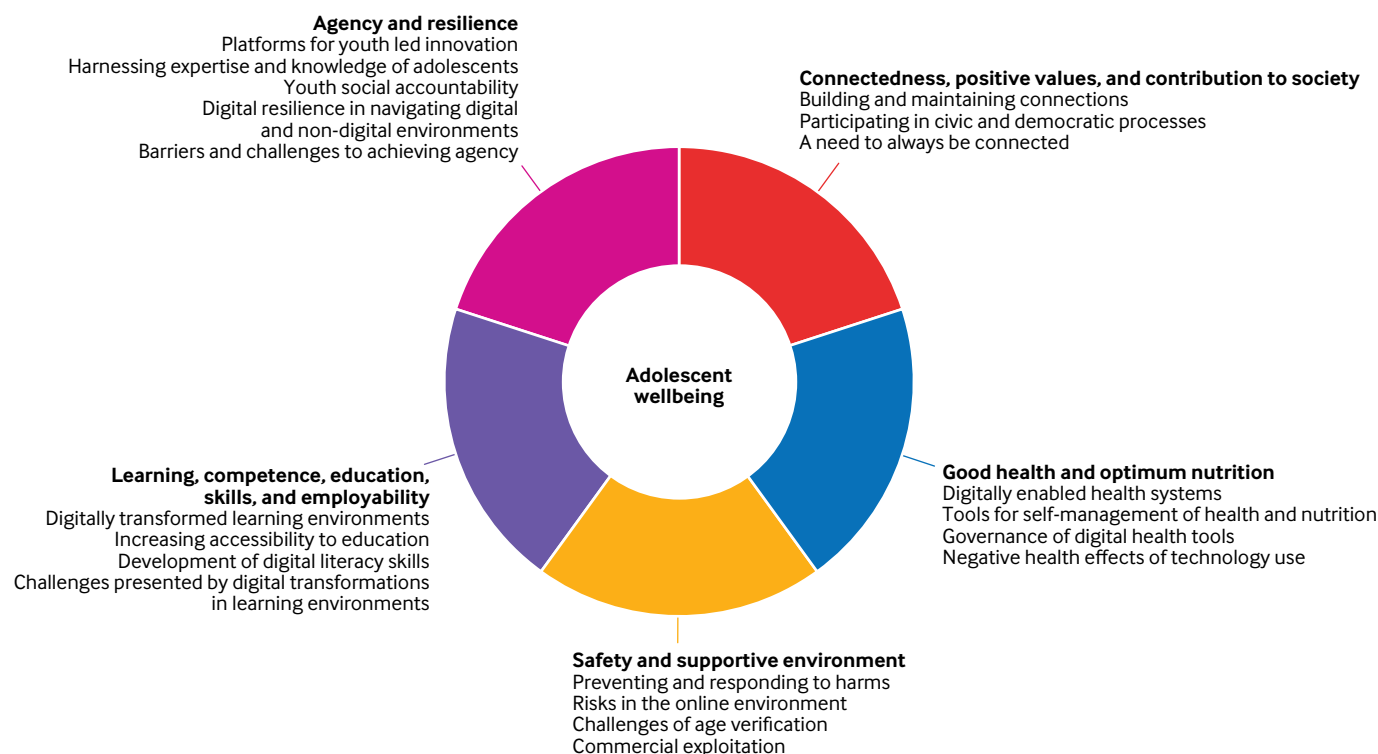 Agency and resilience
Platforms for youth led innovation
Harnessing expertise and knowledge of adolescents
Youth social accountability
Digital resilience in navigating digital
and non-digital environments
Barriers and challenges to achieving agency
Connectedness, positive values, and contribution to society
Building and maintaining connections
Participating in civic and democratic processes
A need to always be connected
Adolescent
wellbeing
Learning, competence, education,
skills, and employability
Digitally transformed learning environments
Increasing accessibility to education
Development of digital literacy skills
Challenges presented by digital transformations
in learning environments
Good health and optimum nutrition
Digitally enabled health systems
Tools for self-management of health and nutrition
Governance of digital health tools
Negative health effects of technology use
Safety and supportive environment
Preventing and responding to harms
Risks in the online environment
Challenges of age verification
Commercial exploitation